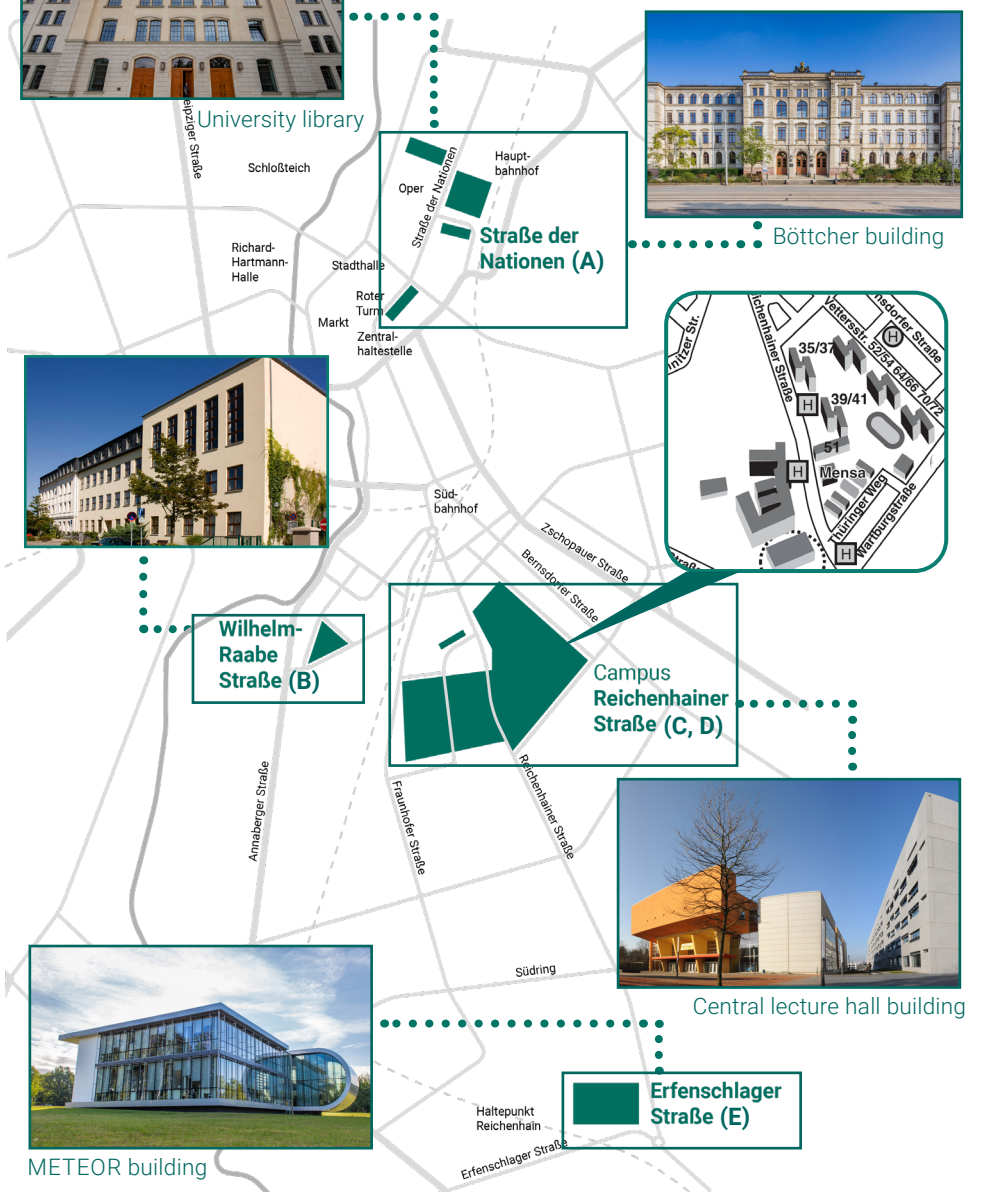 University library
Leipziger Straße
Schloßteich
Oper
Straße der Nationen
Haupt-
bahnhof
Straße der
Nationen (A)
Böttcher building
Richard-
Hartmann-
Halle
Stadthalle
Roter
Turm
Markt
Zentral-
haltestelle
Reichenhainer Straße
Vettersstr. 52/54 64/66 70/72
H
35/37
H
39/41
51
H
Mensa
Thüringer Weg
Wartburgstraße
H
Süd-
bahnhof
Zschopauer Straße
Bernsdorfer Straße
Wilhelm-
Raabe
Straße (B)
Campus
Reichenhainer
Straße (C, D)
Annaberger Straße
Fraunhofer Straße
Reichenhainer Straße
Südring
Central lecture hall building
Erfenschlager
Straße (E)
Haltepunkt
Reichenhain
Erfenschlager Straße
METEOR building